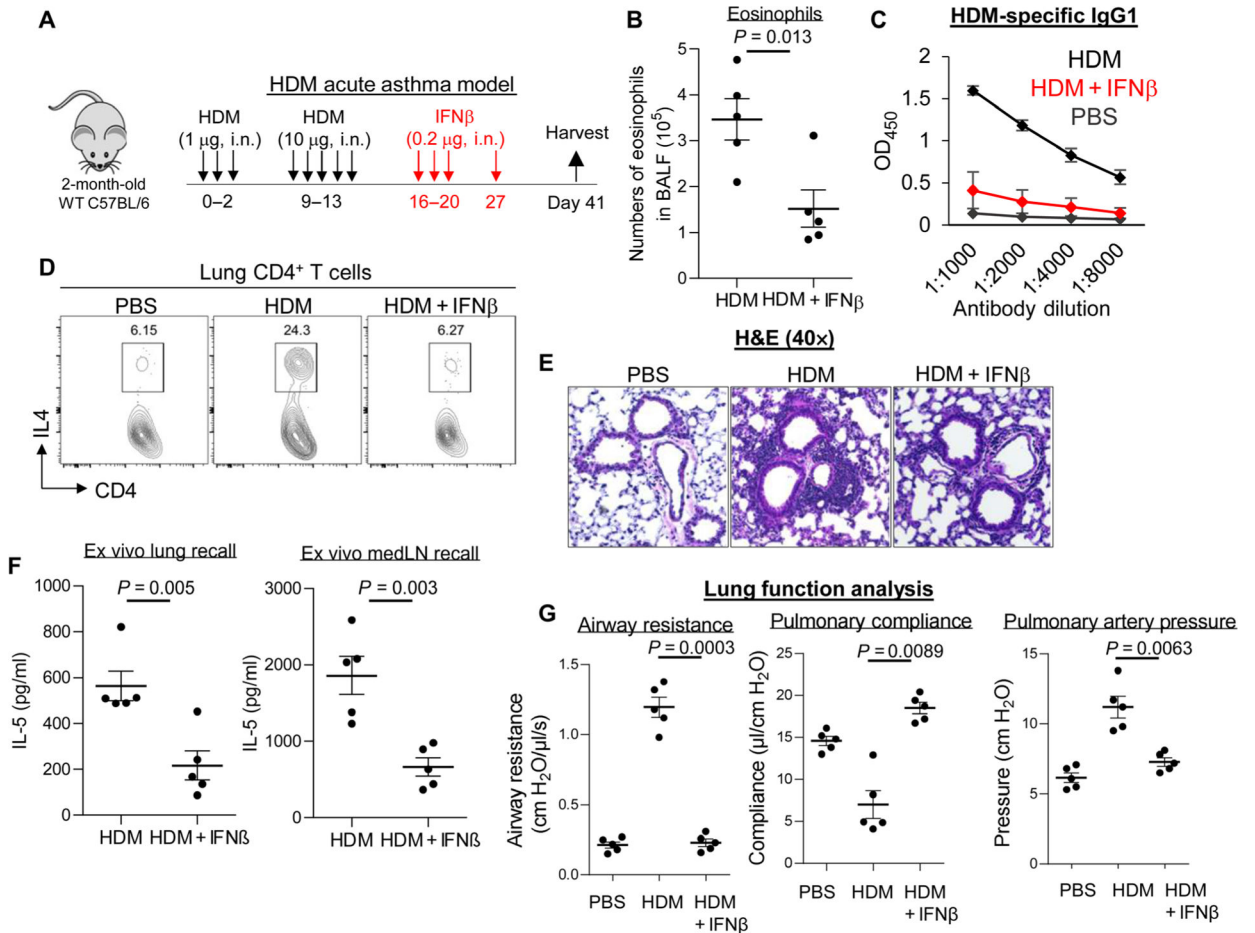 A
HDM acute asthma model
HDM
(1 μg, i.n.)
HDM
(10 μg, i.n.)
IFNβ
(0.2 μg, i.n.)
Harvest
2-month-old
WT C57BL/6
0–2
9–13
16–20
27
Day 41
B
Eosinophils
P = 0.013
Numbers of eosinophils
in BALF (10⁵)
5
4
3
2
1
0
HDM
HDM + IFNβ
C
HDM-specific IgG1
HDM
HDM + IFNβ
PBS
OD₄₅₀
2
1.5
1
0.5
0
1:1000
1:2000
1:4000
1:8000
Antibody dilution
D
Lung CD4⁺ T cells
PBS
HDM
HDM + IFNβ
6.15
24.3
6.27
IL4
CD4
E
H&E (40×)
PBS
HDM
HDM + IFNβ
F
Ex vivo lung recall
P = 0.005
IL-5 (pg/ml)
1000
800
600
400
200
0
HDM
HDM + IFNß
Ex vivo medLN recall
P = 0.003
IL-5 (pg/ml)
3000
2000
1000
0
HDM
HDM + IFNß
G
Lung function analysis
Airway resistance
P = 0.0003
Airway resistance
(cm H₂O/μl/s)
1.5
1.0
0.5
0.0
PBS
HDM
HDM
+ IFNβ
Pulmonary compliance
P = 0.0089
Compliance (μl/cm H₂O)
25
20
15
10
5
0
PBS
HDM
HDM
+ IFNβ
Pulmonary artery pressure
P = 0.0063
Pressure (cm H₂O)
15
10
5
0
PBS
HDM
HDM
+ IFNβ